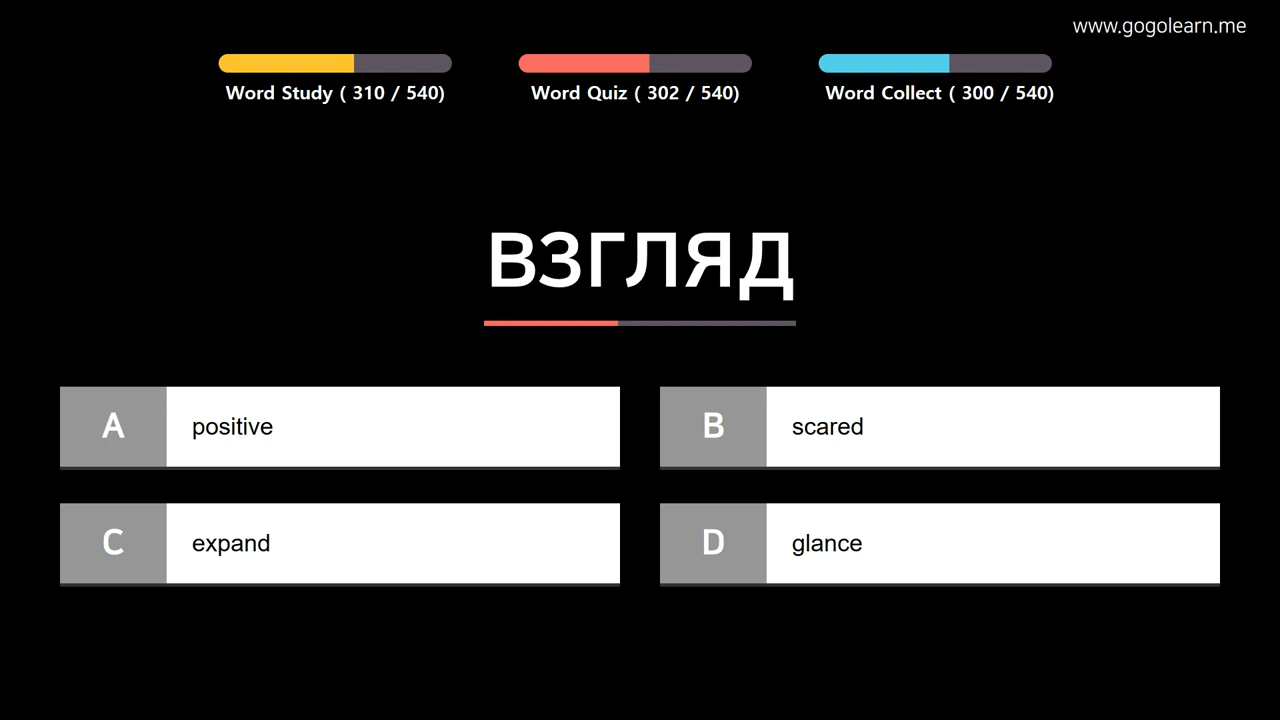 www.gogolearn.me
Word Study ( 310 / 540)
Word Quiz ( 302 / 540)
Word Collect ( 300 / 540)
ВЗГЛЯД
A positive
B scared
C expand
D glance